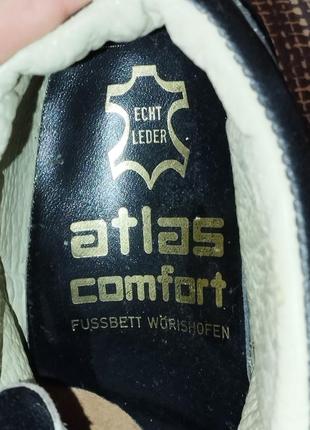 ECHT
LEDER
atlas
comfort
FUSSBETT WÖRISHOFEN